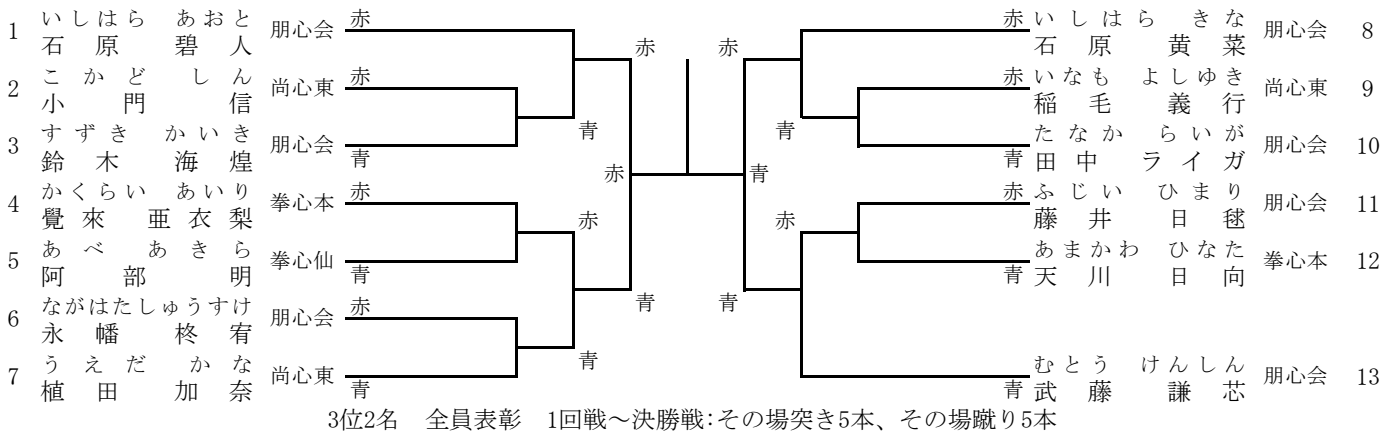 いしはら あおと
1 石原 碧人 朋心会 赤
こかど しん
2 小門 信 尚心東 赤
すずき かいき
3 鈴木 海煌 朋心会 青
かくらい あいり
4 覺來 亜衣梨 拳心本 赤
あべ あきら
5 阿部 明 拳心仙 青
ながはたしゅうすけ
6 永幡 柊宥 朋心会 赤
うえだ かな
7 植田 加奈 尚心東 青
赤 赤
青 青
赤 青
赤 赤
青 青
青
赤 いしはら きな
石原 黄菜 朋心会 8
赤 いなも よしゆき
稲毛 義行 尚心東 9
たなか らいが
青 田中 ライガ 朋心会 10
赤 ふじい ひまり
藤井 日毬 朋心会 11
あまかわ ひなた
青 天川 日向 拳心本 12
むとう けんしん
青 武藤 謙芯 朋心会 13
3位2名 全員表彰 1回戦～決勝戦:その場突き5本、その場蹴り5本